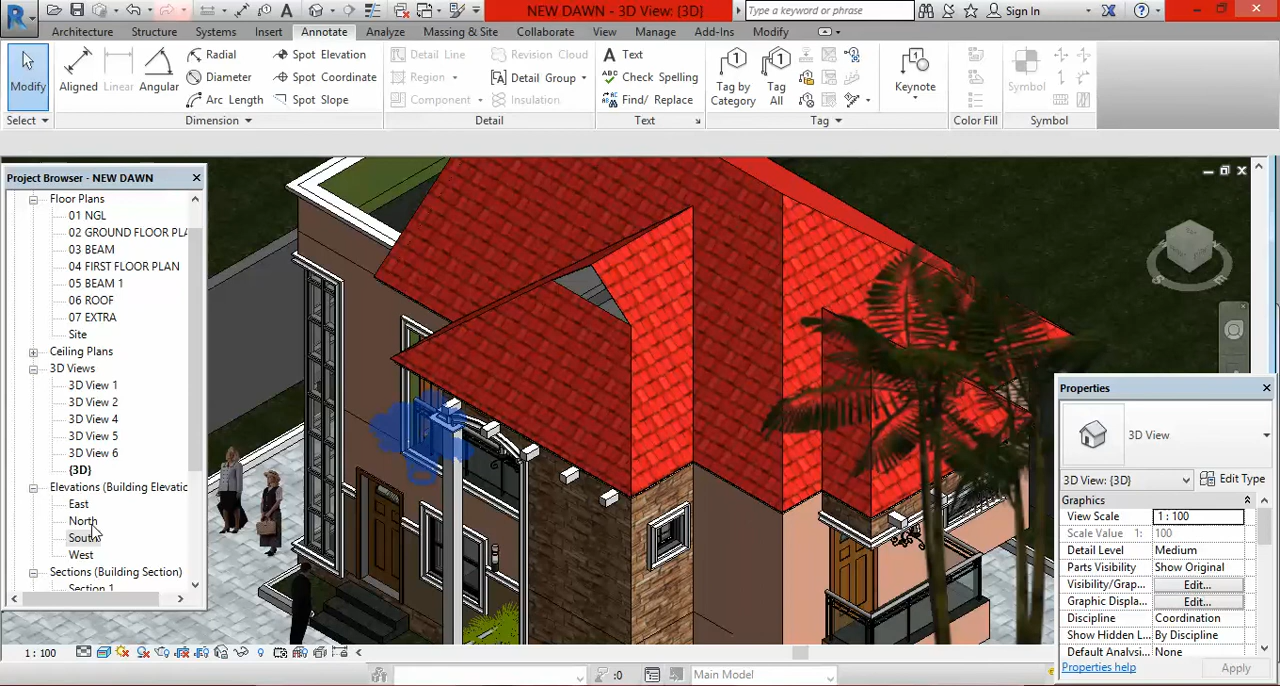 NEW DAWN - 3D View: {3D}
Type a keyword or phrase
Sign In
Architecture Structure Systems Insert Annotate Analyze Massing & Site Collaborate View Manage Add-Ins Modify
Modify
Select
Aligned
Linear
Angular
Radial
Diameter
Arc Length
Spot Elevation
Spot Coordinate
Spot Slope
Dimension
Detail Line
Region
Component
Revision Cloud
Detail Group
Insulation
Detail
Text
Check Spelling
Find/ Replace
Text
Tag by Category
Tag All
Tag
Keynote
Color Fill
Symbol
Symbol
Project Browser - NEW DAWN
Floor Plans
01 NGL
02 GROUND FLOOR PLA
03 BEAM
04 FIRST FLOOR PLAN
05 BEAM 1
06 ROOF
07 EXTRA
Site
Ceiling Plans
3D Views
3D View 1
3D View 2
3D View 4
3D View 5
3D View 6
{3D}
Elevations (Building Elevatic
East
North
South
West
Sections (Building Section)
Section 1
Properties
3D View
3D View: {3D}
Edit Type
Graphics
View Scale 1 : 100
Scale Value 1: 100
Detail Level Medium
Parts Visibility Show Original
Visibility/Grap... Edit...
Graphic Displa... Edit...
Discipline Coordination
Show Hidden L... By Discipline
Default Analysi... None
Properties help
Apply
1 : 100
:0
Main Model